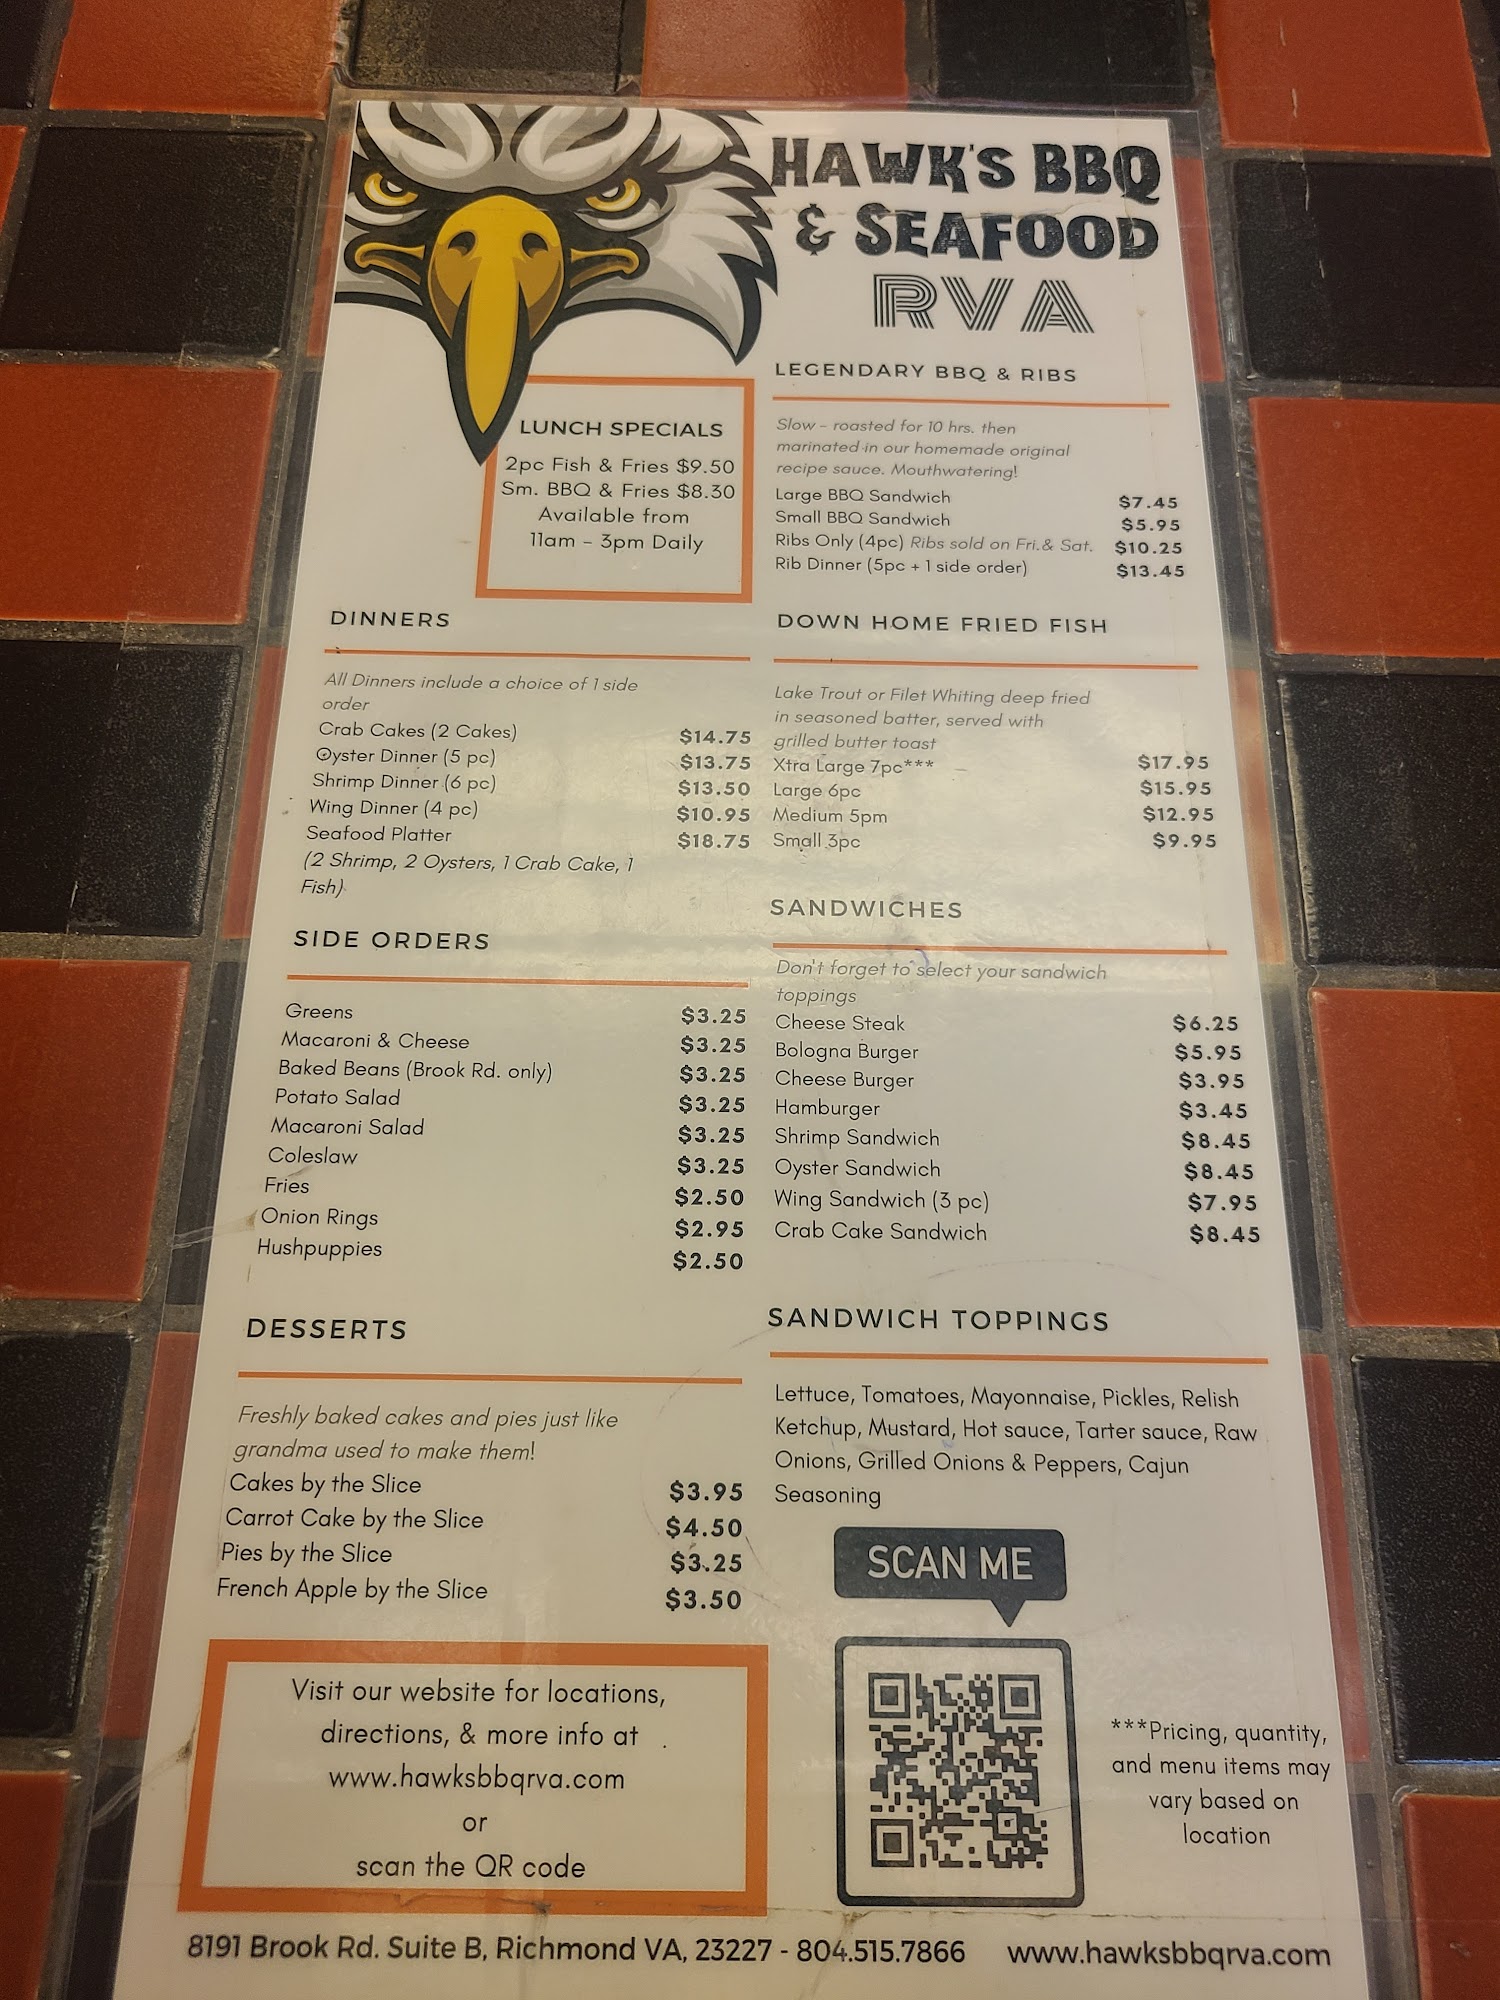 HAWK'S BBQ
& SEAFOOD
RVA
LUNCH SPECIALS
2pc Fish & Fries $9.50
Sm. BBQ & Fries $8.30
Available from
11am - 3pm Daily
LEGENDARY BBQ & RIBS
Slow - roasted for 10 hrs. then
marinated in our homemade original
recipe sauce. Mouthwatering!
Large BBQ Sandwich $7.45
Small BBQ Sandwich $5.95
Ribs Only (4pc) Ribs sold on Fri.& Sat. $10.25
Rib Dinner (5pc + 1 side order) $13.45
DINNERS
All Dinners include a choice of 1 side
order
Crab Cakes (2 Cakes) $14.75
Oyster Dinner (5 pc) $13.75
Shrimp Dinner (6 pc) $13.50
Wing Dinner (4 pc) $10.95
Seafood Platter $18.75
(2 Shrimp, 2 Oysters, 1 Crab Cake, 1
Fish)
DOWN HOME FRIED FISH
Lake Trout or Filet Whiting deep fried
in seasoned batter, served with
grilled butter toast
Xtra Large 7pc*** $17.95
Large 6pc $15.95
Medium 5pm $12.95
Small 3pc $9.95
SIDE ORDERS
Greens $3.25
Macaroni & Cheese $3.25
Baked Beans (Brook Rd. only) $3.25
Potato Salad $3.25
Macaroni Salad $3.25
Coleslaw $3.25
Fries $2.50
Onion Rings $2.95
Hushpuppies $2.50
SANDWICHES
Don't forget to select your sandwich
toppings
Cheese Steak $6.25
Bologna Burger $5.95
Cheese Burger $3.95
Hamburger $3.45
Shrimp Sandwich $8.45
Oyster Sandwich $8.45
Wing Sandwich (3 pc) $7.95
Crab Cake Sandwich $8.45
DESSERTS
Freshly baked cakes and pies just like
grandma used to make them!
Cakes by the Slice $3.95
Carrot Cake by the Slice $4.50
Pies by the Slice $3.25
French Apple by the Slice $3.50
SANDWICH TOPPINGS
Lettuce, Tomatoes, Mayonnaise, Pickles, Relish
Ketchup, Mustard, Hot sauce, Tarter sauce, Raw
Onions, Grilled Onions & Peppers, Cajun
Seasoning
SCAN ME
Visit our website for locations,
directions, & more info at
www.hawksbbqrva.com
or
scan the QR code
***Pricing, quantity,
and menu items may
vary based on
location
8191 Brook Rd. Suite B, Richmond VA, 23227 - 804.515.7866 www.hawksbbqrva.com